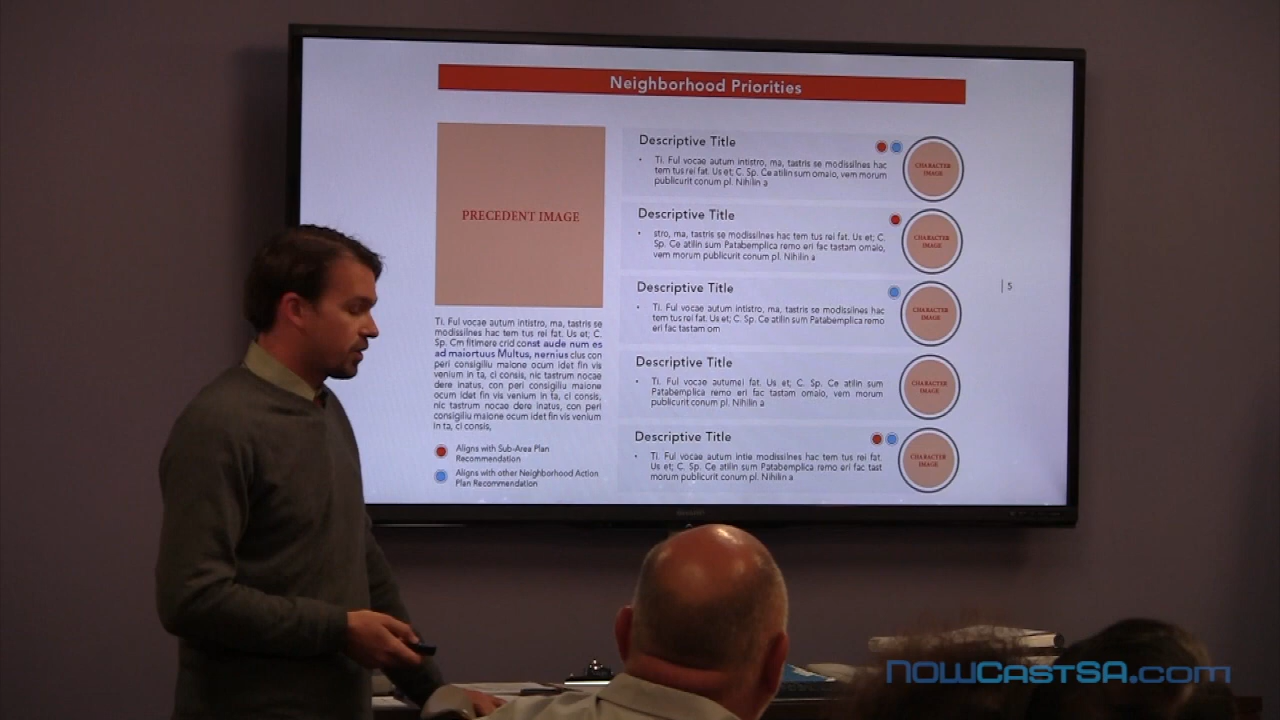 Neighborhood Priorities
PRECEDENT IMAGE
Ti. Ful vocae autum intistro, ma, tastris se
modissilnes hac tem tus rei fat. Us et; C.
Sp. Cm fitimere crid const aude num es
ad maiortuus Multus, nernius clus con
peri consigiliu maione ocum idet fin vis
venium in ta, ci consis, nic tastrum nocae
dere inatus, con peri consigiliu maione
ocum idet fin vis venium in ta, ci consis,
nic tastrum nocae dere inatus, con peri
consigiliu maione ocum idet fin vis venium
in ta, ci consis,
Aligns with Sub-Area Plan
Recommendation
Aligns with other Neighborhood Action
Plan Recommendation
Descriptive Title
• Ti. Ful vocae autum intistro, ma, tastris se modissilnes hac
tem tus rei fat. Us et; C. Sp. Ce atilin sum omaio, vem morum
publicurit conum pl. Nihilin a
CHARACTER
IMAGE
Descriptive Title
• stro, ma, tastris se modissilnes hac tem tus rei fat. Us et; C.
Sp. Ce atilin sum Patabemplica remo eri fac tastam omaio,
vem morum publicurit conum pl. Nihilin a
CHARACTER
IMAGE
Descriptive Title
• Ti. Ful vocae autum intistro, ma, tastris se modissilnes hac
tem tus rei fat. Us et; C. Sp. Ce atilin sum Patabemplica remo
eri fac tastam om
CHARACTER
IMAGE
Descriptive Title
• Ti. Ful vocae autumei fat. Us et; C. Sp. Ce atilin sum
Patabemplica remo eri fac tastam omaio, vem morum
publicurit conum pl. Nihilin a
CHARACTER
IMAGE
Descriptive Title
• Ti. Ful vocae autum intie modissilnes hac tem tus rei fat.
Us et; C. Sp. Ce atilin sum Patabemplica remo eri fac tast
morum publicurit conum pl. Nihilin a
CHARACTER
IMAGE
5
SHARP
NowCastSA.com